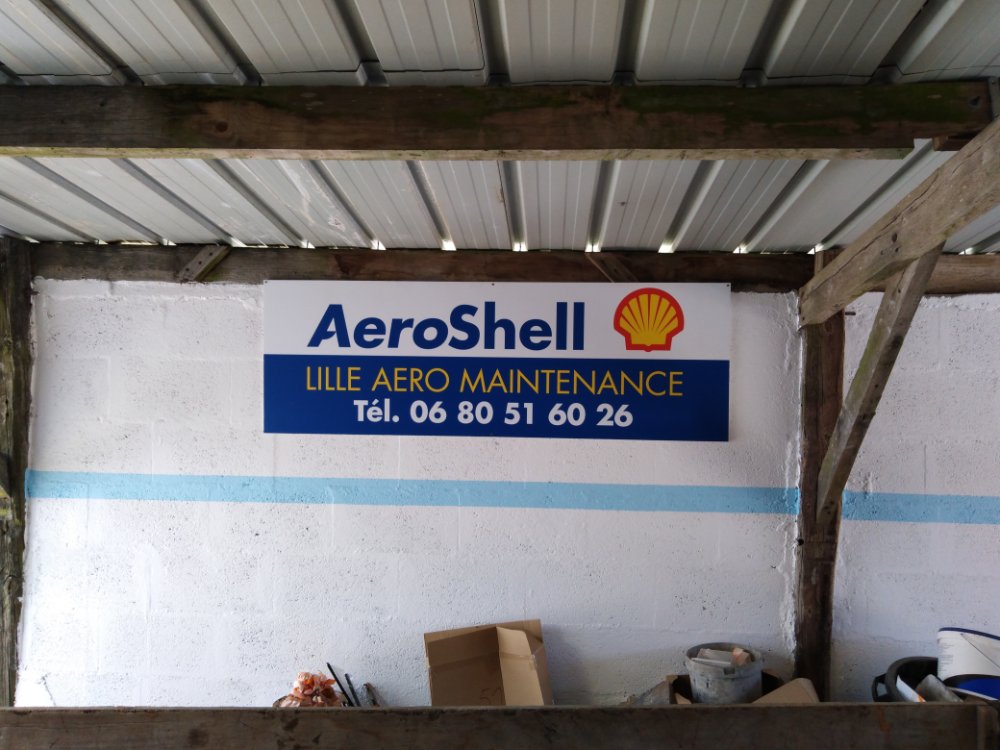 AeroShell
LILLE AERO MAINTENANCE
Tél. 06 80 51 60 26